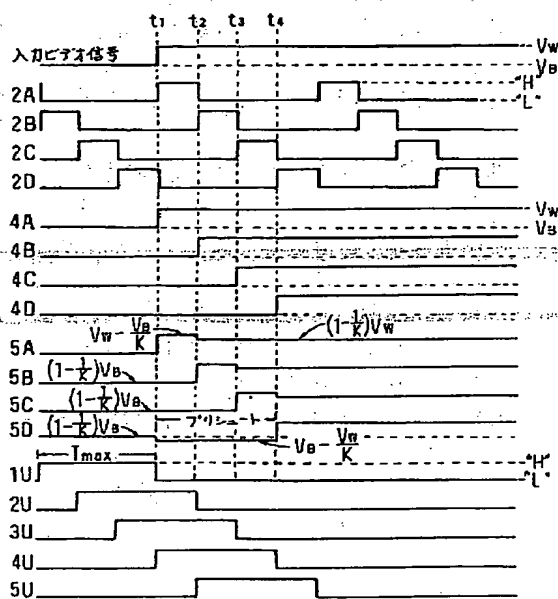 t1 t2 t3 t4
入力ビデオ信号 VW
VB
2A "H"
"L"
2B
2C
2D
4A VW
VB
4B
4C
4D
5A VW-VB/K (1-1/K)VW
5B (1-1/K)VB
5C (1-1/K)VB
プリシュート
5D (1-1/K)VB VB-VW/K
Tmax
1U "H"
"L"
2U
3U
4U
5U